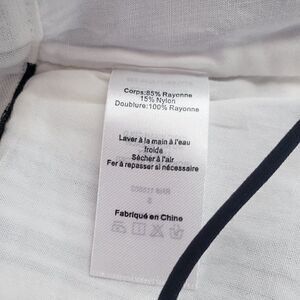 Corps:85% Rayonne
15% Nylon
Doublure:100% Rayonne
Laver à la main à l'eau
froide
Sécher à l'air
Fer à repasser si nécessaire
Fabriqué en Chine